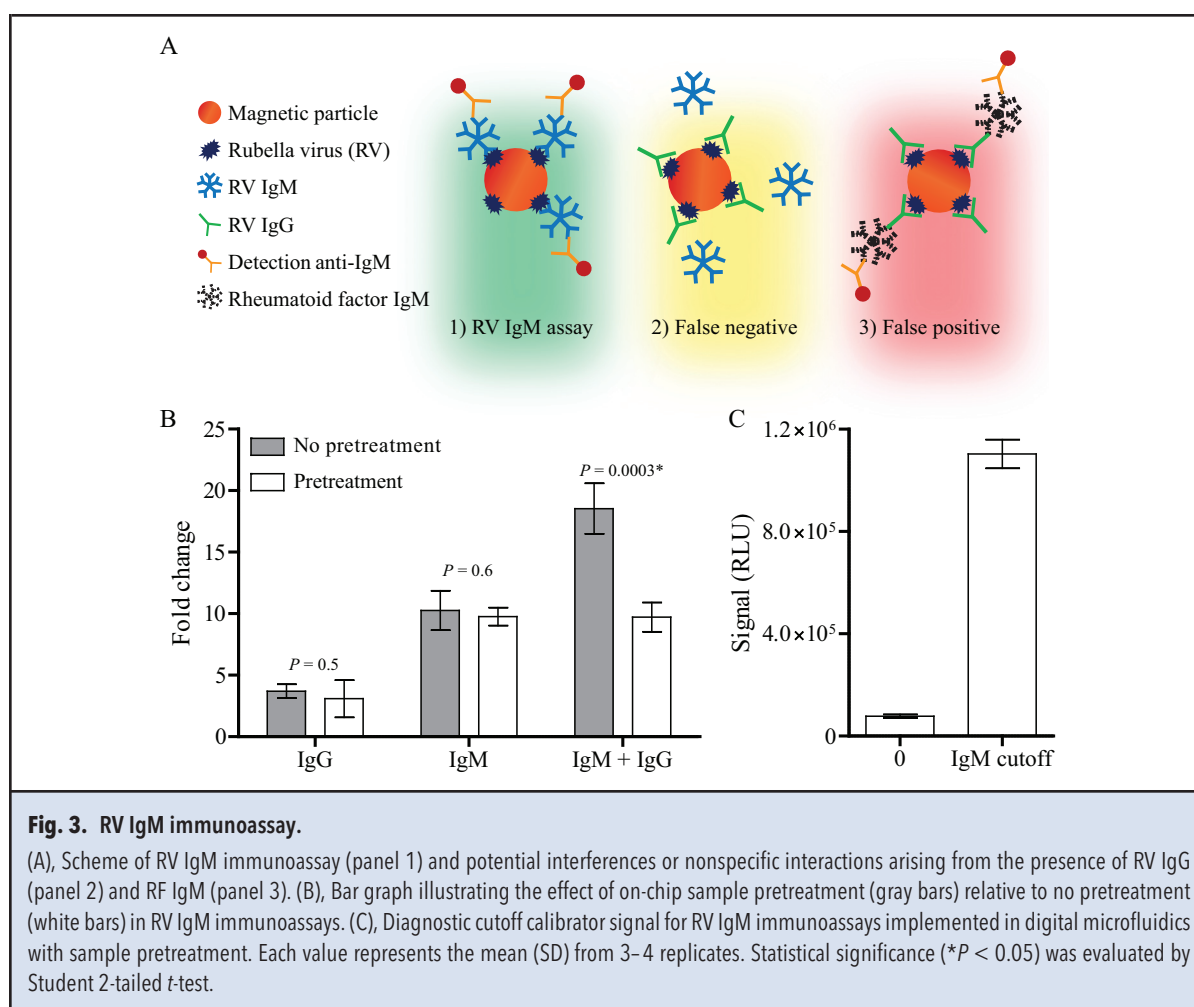 A
Magnetic particle
Rubella virus (RV)
RV IgM
RV IgG
Detection anti-IgM
Rheumatoid factor IgM
1) RV IgM assay
2) False negative
3) False positive
B
Fold change
25
20
15
10
5
0
No pretreatment
Pretreatment
P = 0.5
P = 0.6
P = 0.0003*
IgG
IgM
IgM + IgG
C
Signal (RLU)
1.2×10⁶
8.0×10⁵
4.0×10⁵
0
0
IgM cutoff
Fig. 3. RV IgM immunoassay.
(A), Scheme of RV IgM immunoassay (panel 1) and potential interferences or nonspecific interactions arising from the presence of RV IgG
(panel 2) and RF IgM (panel 3). (B), Bar graph illustrating the effect of on-chip sample pretreatment (gray bars) relative to no pretreatment
(white bars) in RV IgM immunoassays. (C), Diagnostic cutoff calibrator signal for RV IgM immunoassays implemented in digital microfluidics
with sample pretreatment. Each value represents the mean (SD) from 3–4 replicates. Statistical significance (*P < 0.05) was evaluated by
Student 2-tailed t-test.